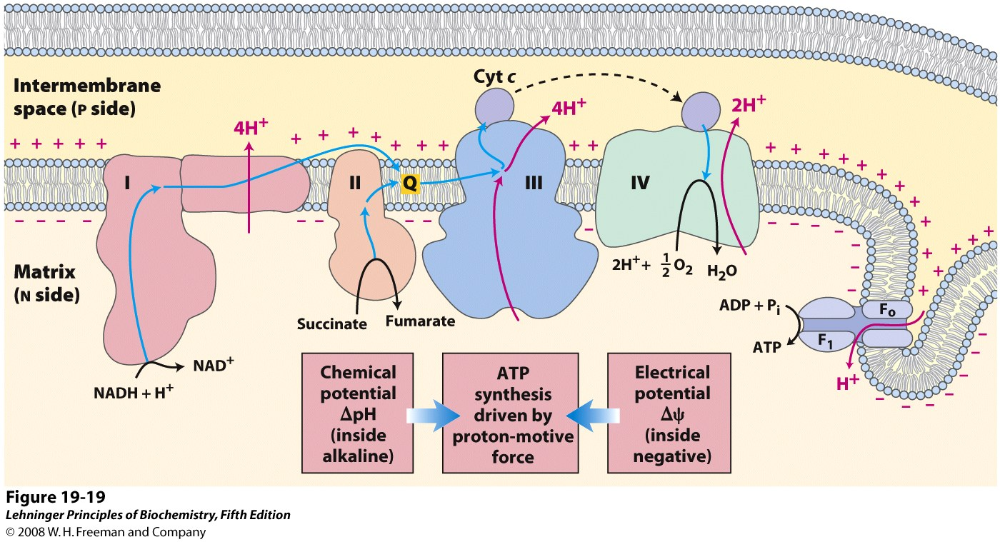 Cyt c
Intermembrane
space (P side)
4H+
2H+
4H+
+ + + + +
+ + + + + + +
+ +
+ + + + + + + + + + + +
I
II
Q
III
IV
– – – – –
– –
– –
–
– – – – – – –
Matrix
(N side)
2H+ + 1/2 O2
H2O
Succinate
Fumarate
ADP + Pi
Fo
F1
ATP
H+
NAD+
NADH + H+
Chemical
potential
ΔpH
(inside
alkaline)
ATP
synthesis
driven by
proton-motive
force
Electrical
potential
Δψ
(inside
negative)
Figure 19-19
Lehninger Principles of Biochemistry, Fifth Edition
© 2008 W. H. Freeman and Company